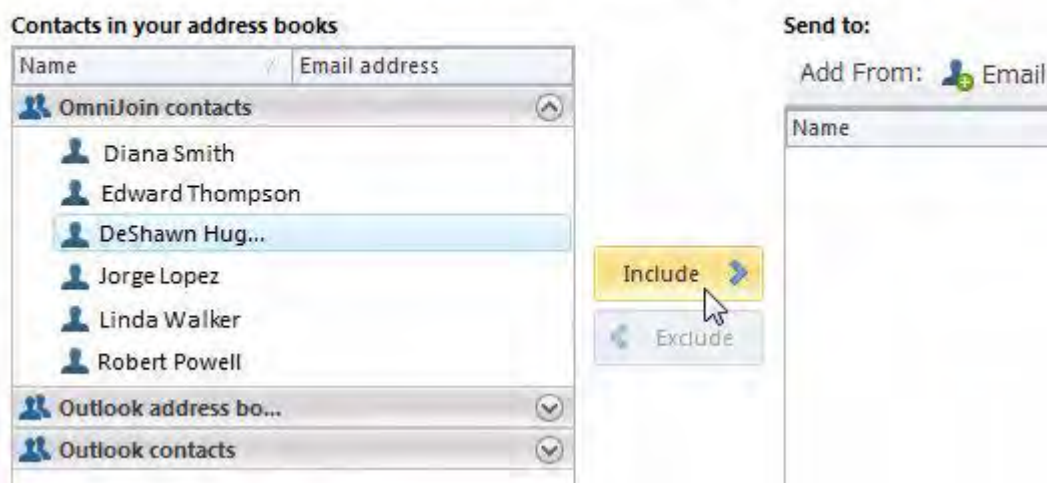 Contacts in your address books
Name Email address
OmniJoin contacts
Diana Smith
Edward Thompson
DeShawn Hug...
Jorge Lopez
Linda Walker
Robert Powell
Outlook address bo...
Outlook contacts
Include
Exclude
Send to:
Add From: Email
Name